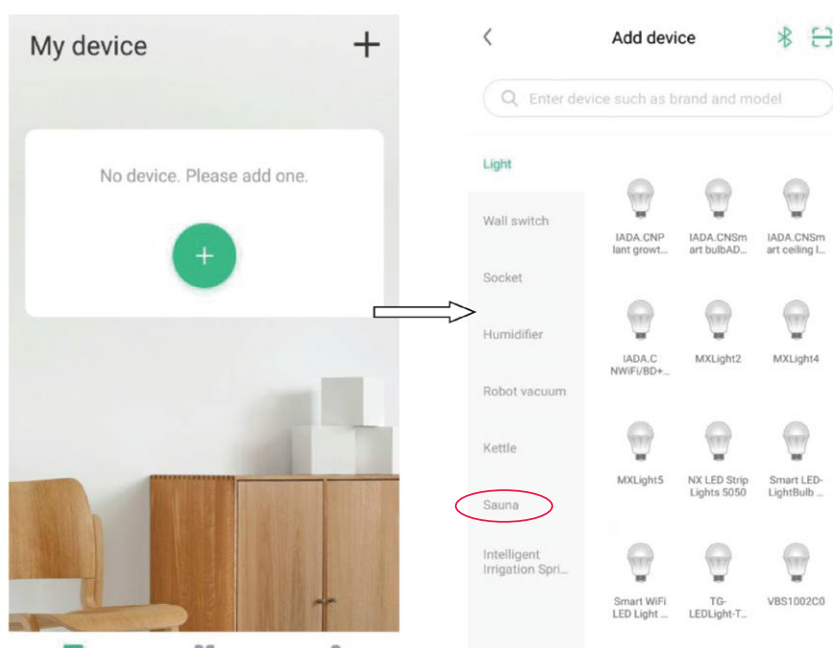 My device
+
No device. Please add one.
+
Add device
Enter device such as brand and model
Light
Wall switch
Socket
Humidifier
Robot vacuum
Kettle
Sauna
Intelligent
Irrigation Spri...
IADA.CNP
lant growt...
IADA.CNSm
art bulbAD...
IADA.CNSm
art ceiling l...
IADA.C
NWiFi/BD+...
MXLight2
MXLight4
MXLight5
NX LED Strip
Lights 5050
Smart LED-
LightBulb ...
Smart WiFi
LED Light ...
TG-
LEDLight-T...
VBS1002C0